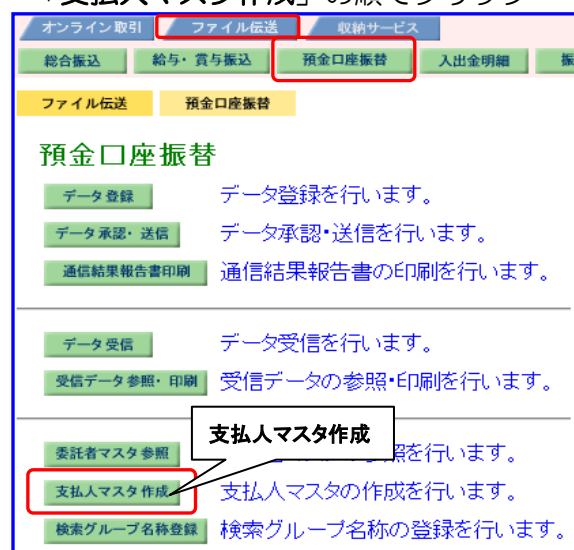 「支払人マスタ作成」の順でクリック
オンライン取引 ファイル伝送 収納サービス
総合振込 給与・賞与振込 預金口座振替 入出金明細 振
ファイル伝送 預金口座振替
預金口座振替
データ登録 データ登録を行います。
データ承認・送信 データ承認・送信を行います。
通信結果報告書印刷 通信結果報告書の印刷を行います。
データ受信 データ受信を行います。
受信データ参照・印刷 受信データの参照・印刷を行います。
支払人マスタ作成
委託者マスタ参照 照を行います。
支払人マスタ作成 支払人マスタの作成を行います。
検索グループ名称登録 検索グループ名称の登録を行います。